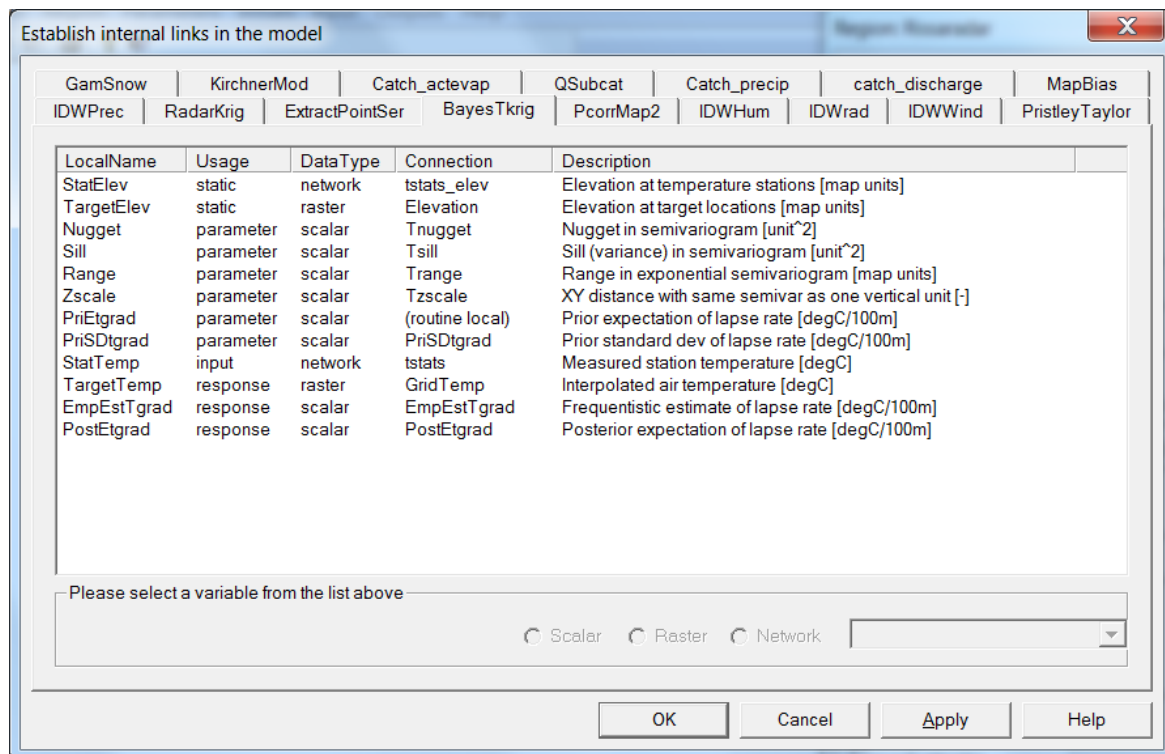 Establish internal links in the model
GamSnow KirchnerMod Catch_actevap QSubcat Catch_precip catch_discharge MapBias
IDWPrec RadarKrig ExtractPointSer BayesTkrig PcorrMap2 IDWHum IDWrad IDWWind PristleyTaylor
LocalName Usage DataType Connection Description
StatElev static network tstats_elev Elevation at temperature stations [map units]
TargetElev static raster Elevation Elevation at target locations [map units]
Nugget parameter scalar Tnugget Nugget in semivariogram [unit^2]
Sill parameter scalar Tsill Sill (variance) in semivariogram [unit^2]
Range parameter scalar Trange Range in exponential semivariogram [map units]
Zscale parameter scalar Tzscale XY distance with same semivar as one vertical unit [-]
PriEtgrad parameter scalar (routine local) Prior expectation of lapse rate [degC/100m]
PriSDtgrad parameter scalar PriSDtgrad Prior standard dev of lapse rate [degC/100m]
StatTemp input network tstats Measured station temperature [degC]
TargetTemp response raster GridTemp Interpolated air temperature [degC]
EmpEstTgrad response scalar EmpEstTgrad Frequentistic estimate of lapse rate [degC/100m]
PostEtgrad response scalar PostEtgrad Posterior expectation of lapse rate [degC/100m]
Please select a variable from the list above
Scalar Raster Network
OK Cancel Apply Help